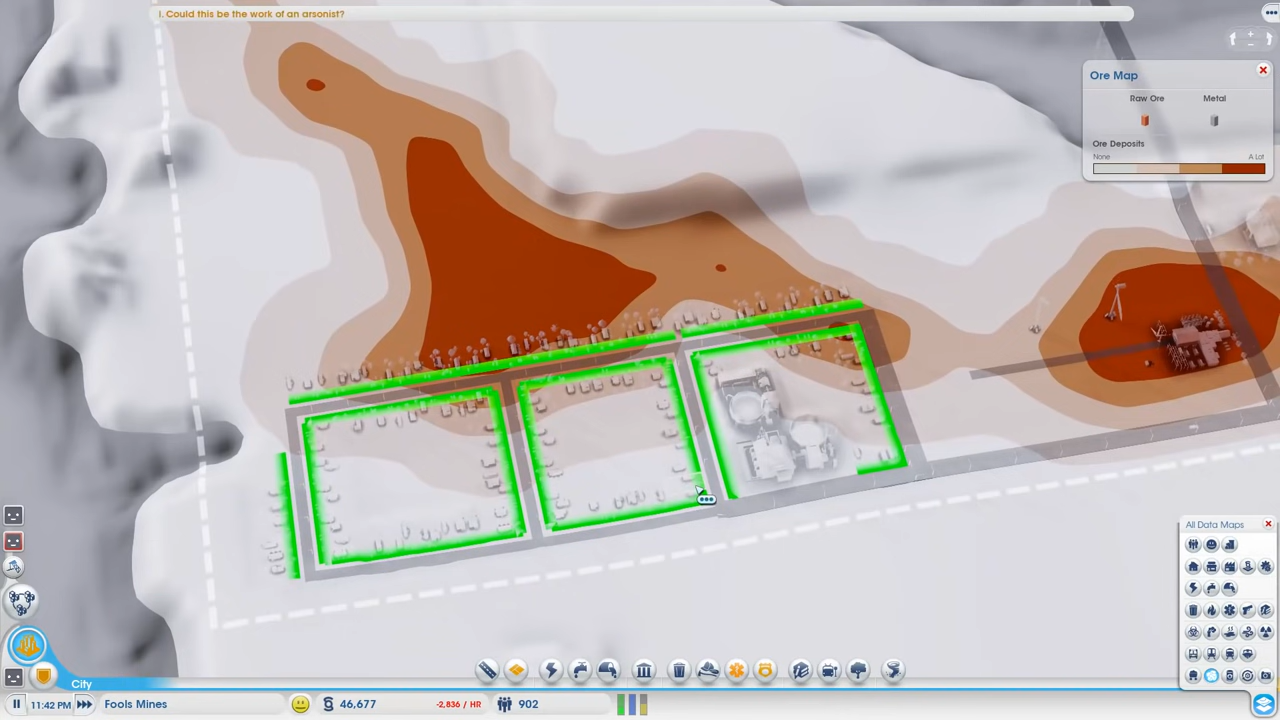 !. Could this be the work of an arsonist?
Ore Map
Raw Ore
Metal
Ore Deposits
None
A Lot
All Data Maps
City
11:42 PM
Fools Mines
46,677
-2,836 / HR
902